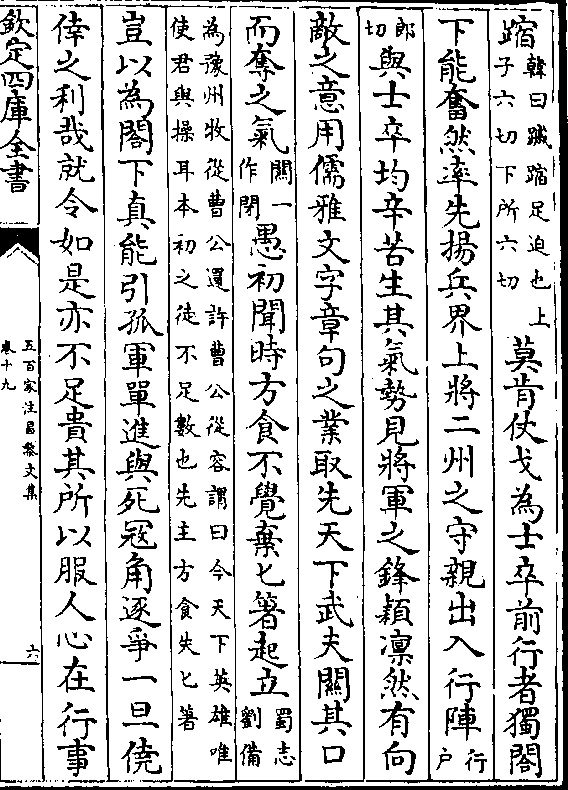 蹜韓曰蹴蹜足迫也上子六切下所六切莫肯仗戈為士卒前行者獨閤
下能奮然率先揚兵界上將二州之守親出入行陣行戶
郎切與士卒均辛苦生其氣勢見將軍之鋒穎凛然有向
敵之意用儒雅文字章句之業取先天下武夫關其口
而奪之氣關一作閉愚初聞時方食不覺棄匕箸起立蜀志劉備
為豫州牧從曹公還許曹公從容謂曰今天下英雄唯使君與操耳本初之徒不足數也先主方食失匕箸
豈以為閤下真能引孤軍單進與死冦角逐爭一旦僥
倖之利哉就令如是亦不足貴其所以服人心在行事
欽定四庫全書
五百家注昌黎文集
卷十九
六